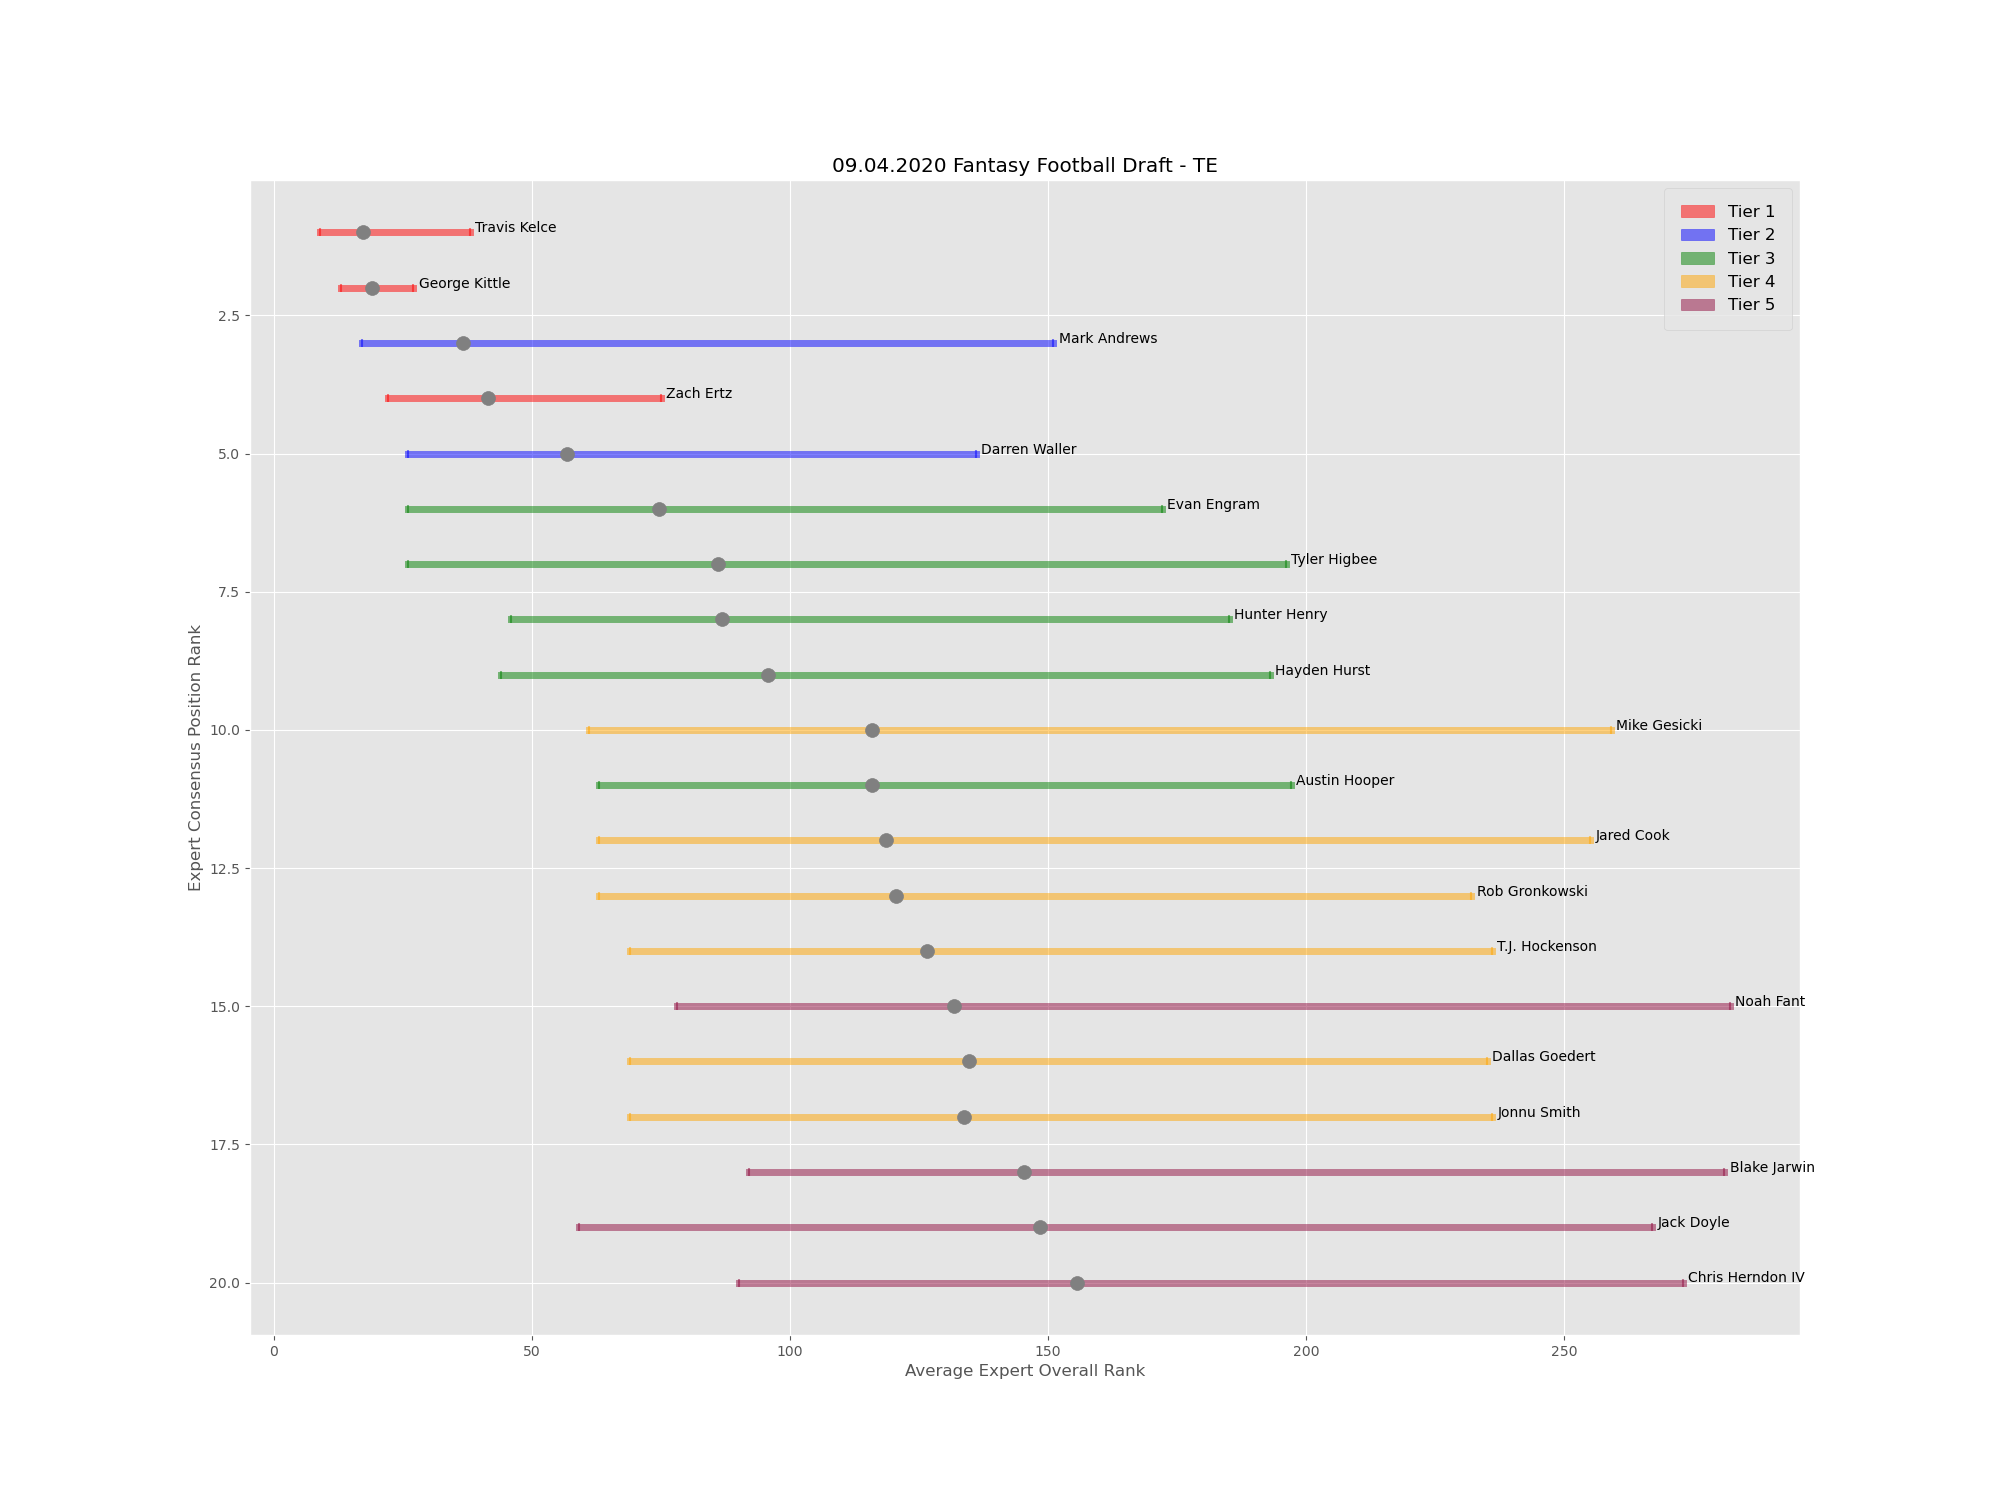 09.04.2020 Fantasy Football Draft - TE
Tier 1
Tier 2
Tier 3
Tier 4
Tier 5
Travis Kelce
George Kittle
2.5
Mark Andrews
Zach Ertz
5.0
Darren Waller
Evan Engram
Tyler Higbee
7.5
Hunter Henry
Hayden Hurst
10.0
Mike Gesicki
Austin Hooper
Jared Cook
12.5
Rob Gronkowski
T.J. Hockenson
15.0
Noah Fant
Dallas Goedert
Jonnu Smith
17.5
Blake Jarwin
Jack Doyle
20.0
Chris Herndon IV
Expert Consensus Position Rank
0 50 100 150 200 250
Average Expert Overall Rank